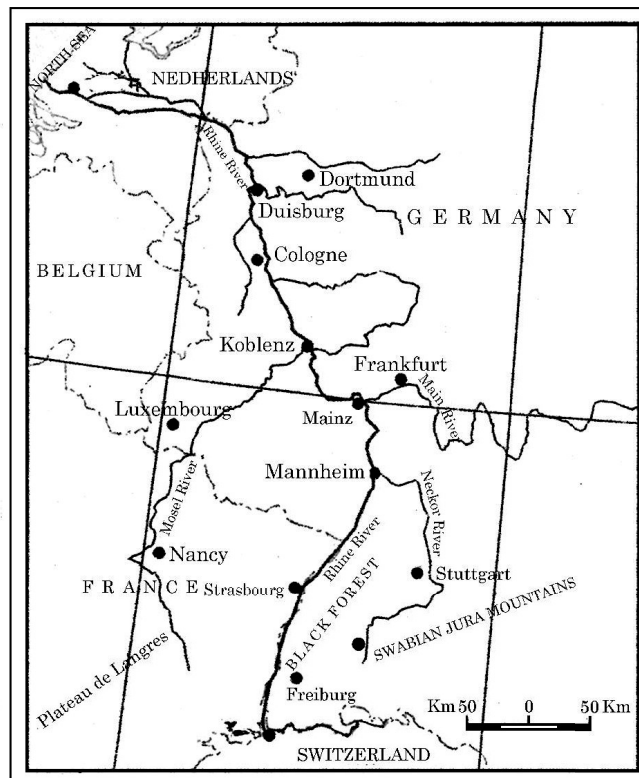 NORTH SEA
NEDHERLANDS
Rhine River
Dortmund
Duisburg
GERMANY
Cologne
BELGIUM
Koblenz
Frankfurt
Main River
Luxembourg
Mainz
Mannheim
Mosel River
Neckor River
Nancy
Rhine River
FRANCE
Strasbourg
Stuttgart
BLACK FOREST
SWABIAN JURA MOUNTAINS
Plateau de Langres
Freiburg
Km 50 0 50 Km
SWITZERLAND